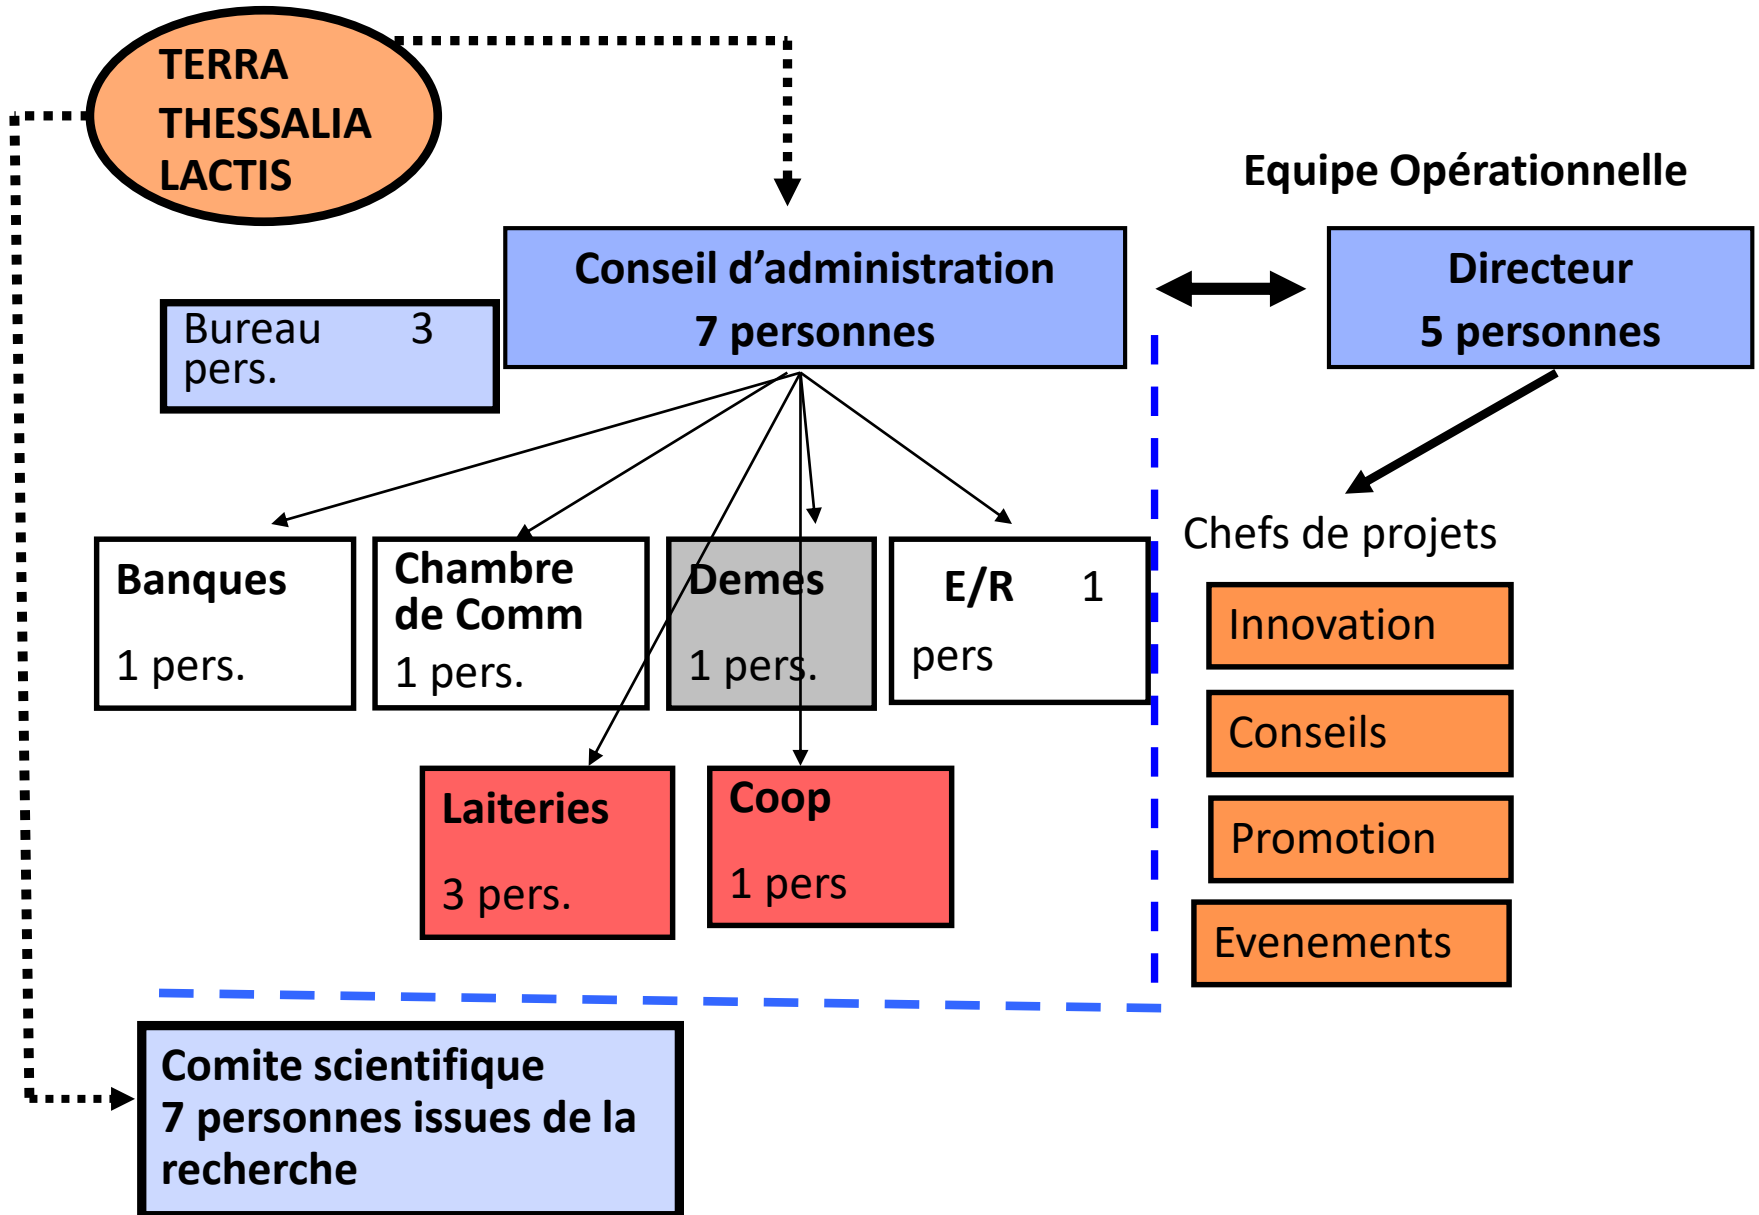 TERRA
THESSALIA
LACTIS
Equipe Opérationnelle
Conseil d’administration
7 personnes
Directeur
5 personnes
Bureau 3
pers.
Banques
1 pers.
Chambre
de Comm
1 pers.
Demes
1 pers.
E/R 1
pers
Chefs de projets
Innovation
Conseils
Promotion
Evenements
Laiteries
3 pers.
Coop
1 pers
Comite scientifique
7 personnes issues de la
recherche